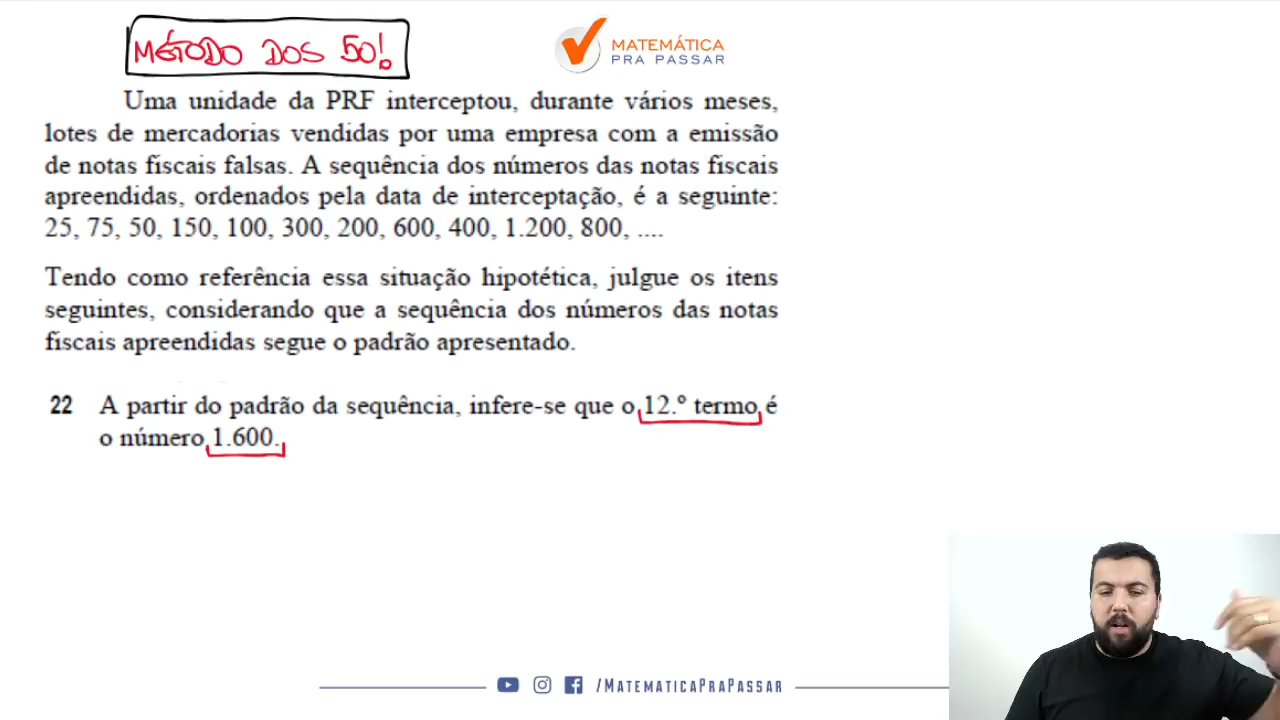 MÉTODO DOS 50!
MATEMÁTICA
PRA PASSAR
Uma unidade da PRF interceptou, durante vários meses,
lotes de mercadorias vendidas por uma empresa com a emissão
de notas fiscais falsas. A sequência dos números das notas fiscais
apreendidas, ordenados pela data de interceptação, é a seguinte:
25, 75, 50, 150, 100, 300, 200, 600, 400, 1.200, 800, ....
Tendo como referência essa situação hipotética, julgue os itens
seguintes, considerando que a sequência dos números das notas
fiscais apreendidas segue o padrão apresentado.
22 A partir do padrão da sequência, infere-se que o 12.º termo é
o número 1.600.
/MATEMATICAPRAPASSAR